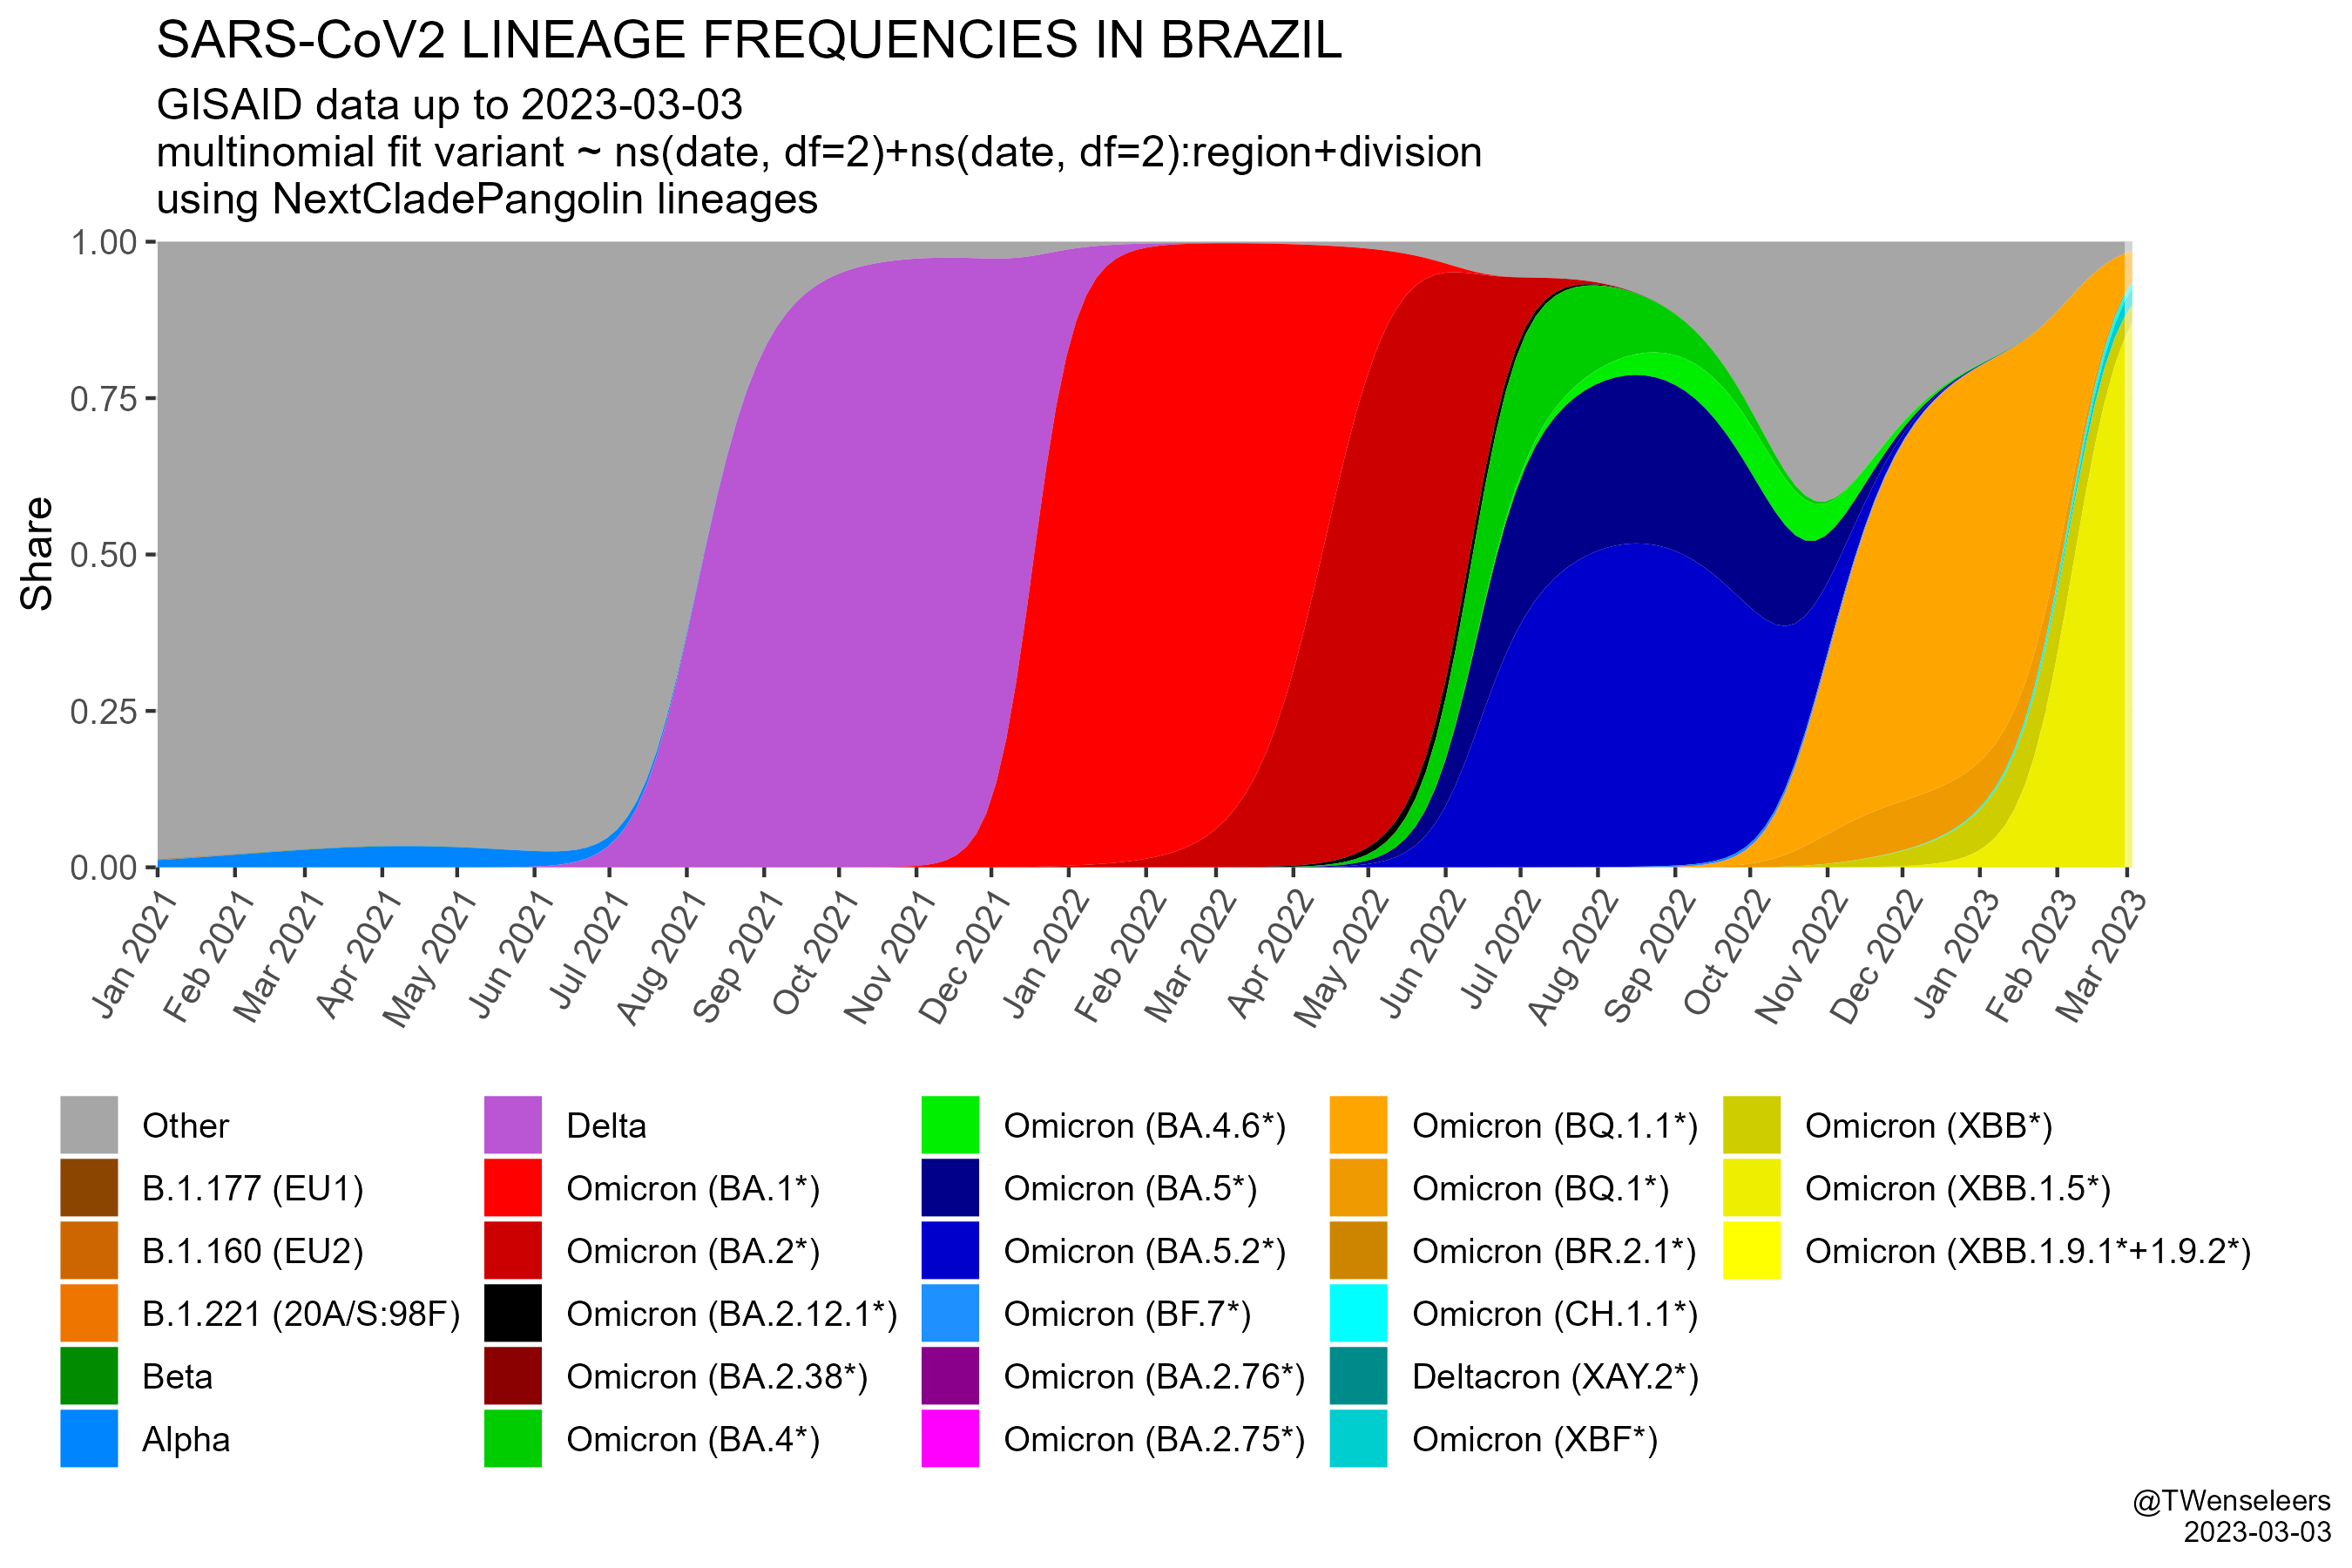 SARS-CoV2 LINEAGE FREQUENCIES IN BRAZIL
GISAID data up to 2023-03-03
multinomial fit variant ~ ns(date, df=2)+ns(date, df=2):region+division
using NextCladePangolin lineages
Share
1.00
0.75
0.50
0.25
0.00
Jan 2021
Feb 2021
Mar 2021
Apr 2021
May 2021
Jun 2021
Jul 2021
Aug 2021
Sep 2021
Oct 2021
Nov 2021
Dec 2021
Jan 2022
Feb 2022
Mar 2022
Apr 2022
May 2022
Jun 2022
Jul 2022
Aug 2022
Sep 2022
Oct 2022
Nov 2022
Dec 2022
Jan 2023
Feb 2023
Mar 2023
Other
B.1.177 (EU1)
B.1.160 (EU2)
B.1.221 (20A/S:98F)
Beta
Alpha
Delta
Omicron (BA.1*)
Omicron (BA.2*)
Omicron (BA.2.12.1*)
Omicron (BA.2.38*)
Omicron (BA.4*)
Omicron (BA.4.6*)
Omicron (BA.5*)
Omicron (BA.5.2*)
Omicron (BF.7*)
Omicron (BA.2.76*)
Omicron (BA.2.75*)
Omicron (BQ.1.1*)
Omicron (BQ.1*)
Omicron (BR.2.1*)
Omicron (CH.1.1*)
Deltacron (XAY.2*)
Omicron (XBF*)
Omicron (XBB*)
Omicron (XBB.1.5*)
Omicron (XBB.1.9.1*+1.9.2*)
@TWenseleers
2023-03-03